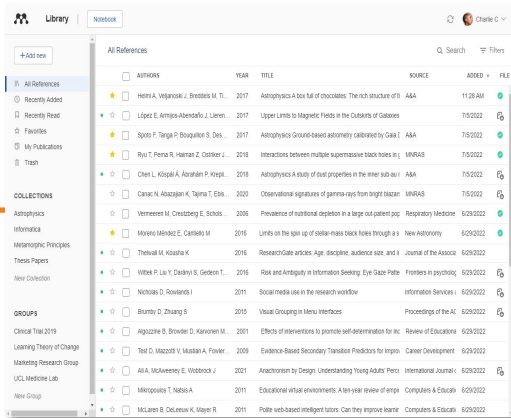 Library
Notebook
Charlie C
+Add new
All References
Recently Added
Recently Read
Favorites
My Publications
Trash
COLLECTIONS
Astrophysics
Informatica
Metamorphic Principles
Thesis Papers
New Collection
GROUPS
Clinical Trial 2019
Learning Theory of Change
Marketing Research Group
UCL Medicine Lab
New Group
All References
Search
Filters
AUTHORS YEAR TITLE SOURCE ADDED FILE
Helmi A, Veljanoski J, Breddels M, Ti... 2017 Astrophysics A box full of chocolates: The rich structure of tl A&A 11:28 AM
López E, Armijos-Abendaño J, Lleren... 2017 Upper Limits to Magnetic Fields in the Outskirts of Galaxies 7/5/2022
Spoto F, Tanga P, Bouquillon S, Des... 2017 Astrophysics Ground-based astrometry calibrated by Gaia A&A 7/5/2022
Ryu T, Perna R, Haiman Z, Ostriker J... 2018 Interactions between multiple supermassive black holes in MNRAS 7/5/2022
Chen L, Kóspál Á, Ábrahám P, Krepli... 2018 Astrophysics A study of dust properties in the inner sub-au A&A 7/5/2022
Canac N, Abazajian K, Tajima T, Ebis... 2020 Observational signatures of gamma-rays from bright blazars MNRAS 7/5/2022
Vermeeren M, Creutzberg E, Schols ... 2006 Prevalence of nutritional depletion in a large out-patient pop Respiratory Medicine 6/29/2022
Moreno Méndez E, Cantiello M 2016 Limits on the spin up of stellar-mass black holes through a s New Astronomy 6/29/2022
Thelwall M, Kousha K 2016 ResearchGate articles: Age, discipline, audience size, and Journal of the Associa 6/29/2022
Wittek P, Liu Y, Darányi S, Gedeon T,... 2016 Risk and Ambiguity in Information Seeking: Eye Gaze Patte Frontiers in psycholog 6/29/2022
Nicholas D, Rowlands I 2011 Social media use in the research workflow Information Services 6/29/2022
Brumby D, Zhuang S 2015 Visual Grouping in Menu Interfaces Proceedings of the AC 6/29/2022
Algozzine B, Browder D, Karvonen M... 2001 Effects of interventions to promote self-determination for inc Review of Educationa 6/29/2022
Test D, Mazzotti V, Mustian A, Fowler... 2009 Evidence-Based Secondary Transition Predictors for Improv Career Development 6/29/2022
Ali A, McAweeney E, Wobbrock J 2021 Anachronism by Design: Understanding Young Adults' Perce International Journal 6/29/2022
Mikropoulos T, Natsis A 2011 Educational virtual environments: A ten-year review of empir Computers & Educatio 6/29/2022
McLaren B, DeLeeuw K, Mayer R 2011 Polite web-based intelligent tutors: Can they improve learnin Computers & Educatio 6/29/2022